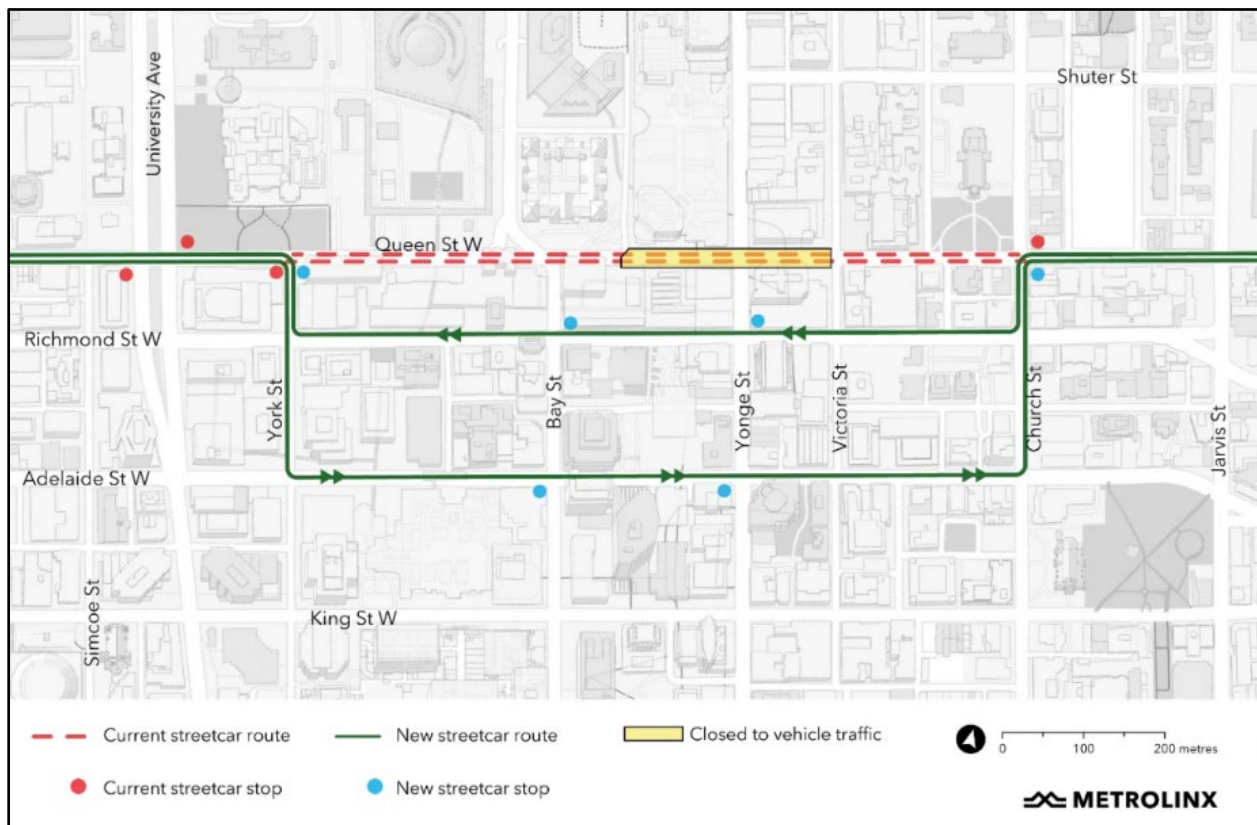 University Ave
Shuter St
Queen St W
Richmond St W
York St
Bay St
Yonge St
Victoria St
Church St
Jarvis St
Adelaide St W
Simcoe St
King St W
Current streetcar route
New streetcar route
Closed to vehicle traffic
0 100 200 metres
Current streetcar stop
New streetcar stop
METROLINX